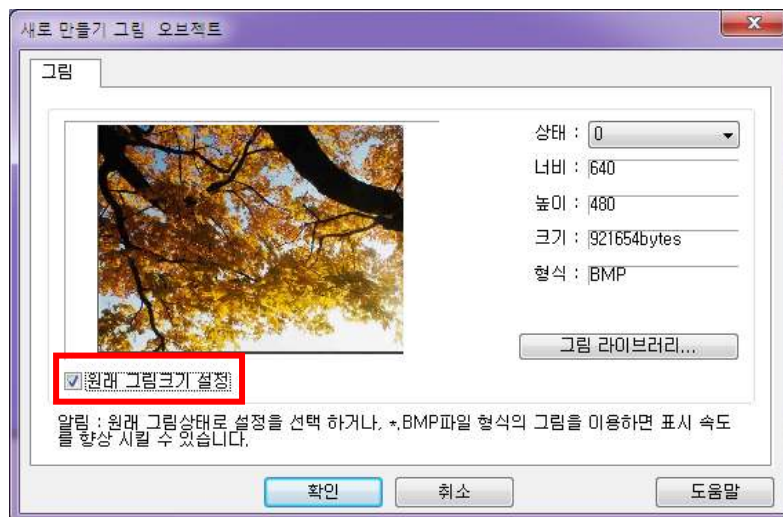 새로 만들기 그림 오브젝트
그림
상태 : 0
너비 : 640
높이 : 480
크기 : 921654bytes
형식 : BMP
그림 라이브러리...
원래 그림크기 설정
알림 : 원래 그림상태로 설정을 선택 하거나, *.BMP파일 형식의 그림을 이용하면 표시 속도
를 향상 시킬 수 있습니다.
확인
취소
도움말